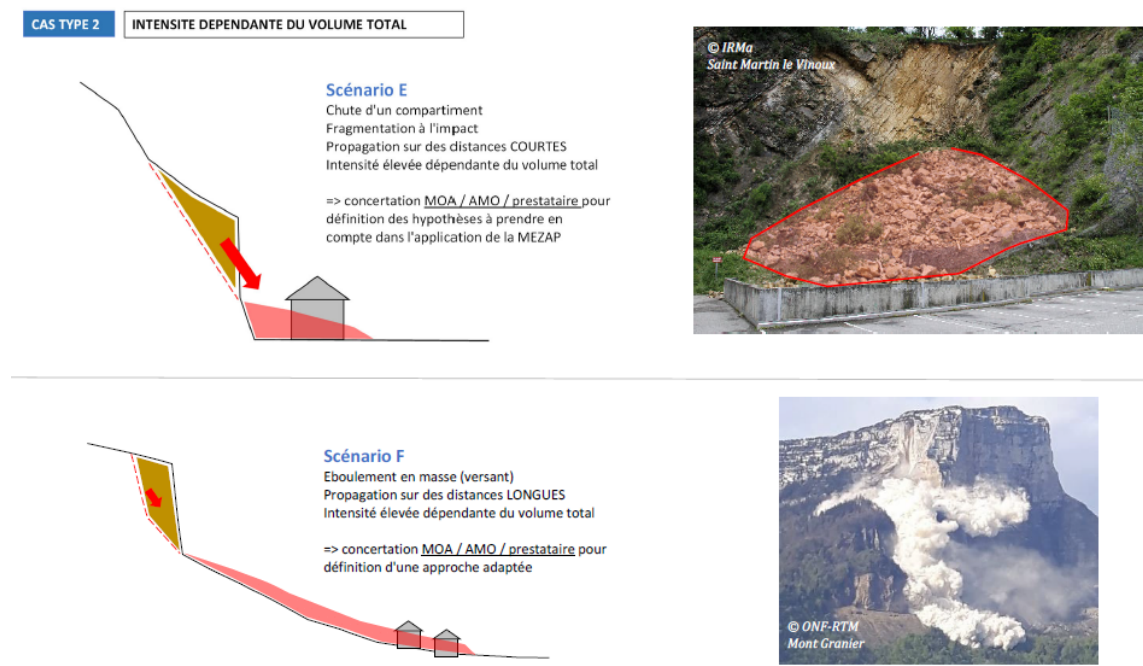 CAS TYPE 2
INTENSITE DEPENDANTE DU VOLUME TOTAL
Scénario E
Chute d'un compartiment
Fragmentation à l'impact
Propagation sur des distances COURTES
Intensité élevée dépendante du volume total
=> concertation MOA / AMO / prestataire pour
définition des hypothèses à prendre en
compte dans l'application de la MEZAP
© IRMa
Saint Martin le Vinoux
Scénario F
Eboulement en masse (versant)
Propagation sur des distances LONGUES
Intensité élevée dépendante du volume total
=> concertation MOA / AMO / prestataire pour
définition d'une approche adaptée
© ONF-RTM
Mont Granier